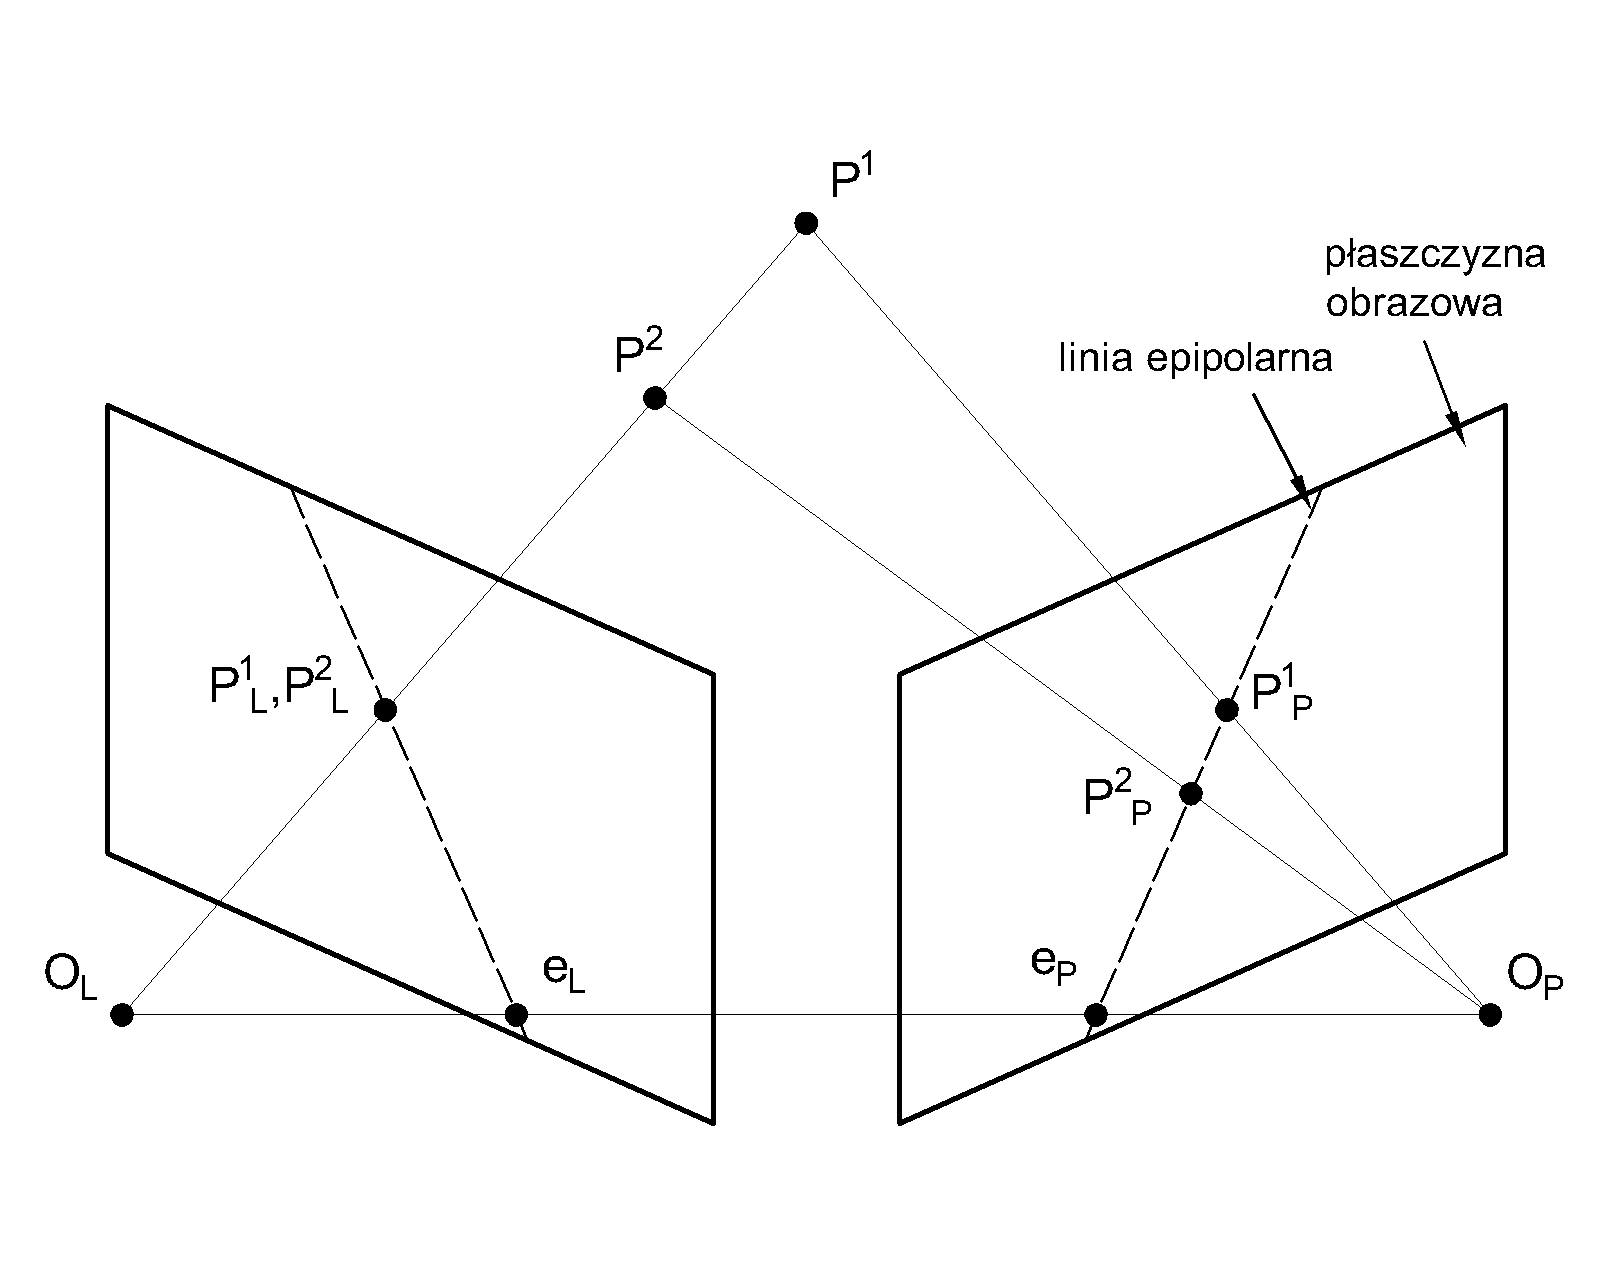 P¹
płaszczyzna
obrazowa
P²
linia epipolarna
P¹L,P²L
P¹P
P²P
OL
eL
eP
OP